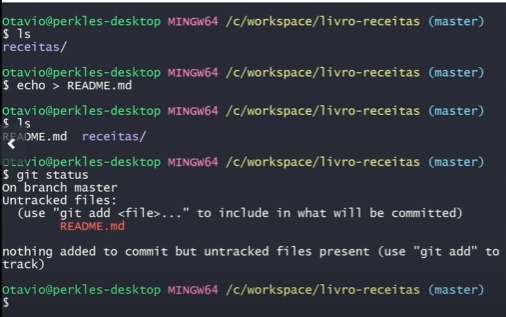 Otavio@perkles-desktop MINGW64 /c/workspace/livro-receitas (master)
$ ls
receitas/
Otavio@perkles-desktop MINGW64 /c/workspace/livro-receitas (master)
$ echo > README.md
Otavio@perkles-desktop MINGW64 /c/workspace/livro-receitas (master)
$ ls
README.md  receitas/
Otavio@perkles-desktop MINGW64 /c/workspace/livro-receitas (master)
$ git status
On branch master
Untracked files:
  (use "git add <file>..." to include in what will be committed)
        README.md
nothing added to commit but untracked files present (use "git add" to
track)
Otavio@perkles-desktop MINGW64 /c/workspace/livro-receitas (master)
$